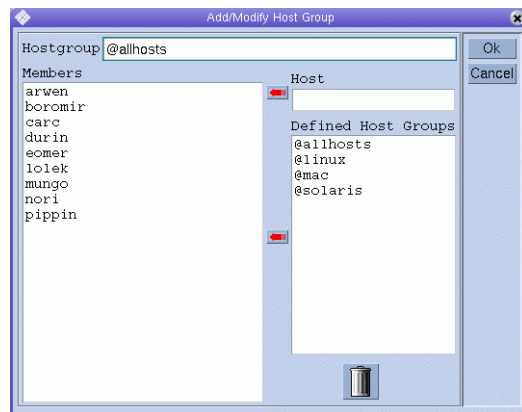 Add/Modify Host Group
Hostgroup @allhosts
Ok
Cancel
Members
arwen
boromir
carc
durin
eomer
lolek
mungo
nori
pippin
Host
Defined Host Groups
@allhosts
@linux
@mac
@solaris